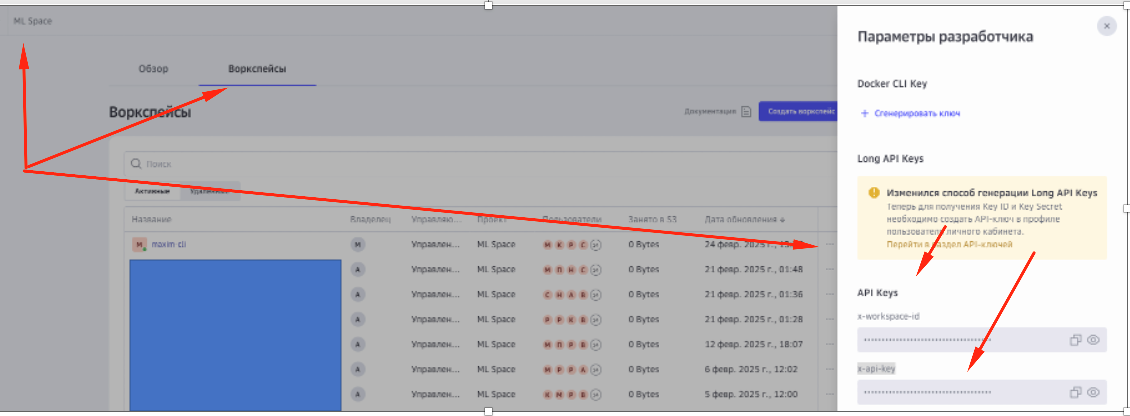 ML Space
Обзор Воркспейсы
Воркспейсы
Документация Создать воркспейс
Поиск
Активные
Название Владелец Управляю... Проект Пользователи Занято в S3 Дата обновления
M maxim-cli M Управлен... ML Space М К Р С 0 Bytes 24 февр. 2025 г.,
А Управлен... ML Space М П Н С 0 Bytes 21 февр. 2025 г., 01:48
А Управлен... ML Space С Н А В 0 Bytes 21 февр. 2025 г., 01:36
А Управлен... ML Space Р Р К В 0 Bytes 21 февр. 2025 г., 01:28
А Управлен... ML Space М П Р В 0 Bytes 12 февр. 2025 г., 18:07
А Управлен... ML Space М Р Р А 0 Bytes 6 февр. 2025 г., 12:02
А Управлен... ML Space К М Р В 0 Bytes 5 февр. 2025 г., 12:00
Параметры разработчика
Docker CLI Key
+ Сгенерировать ключ
Long API Keys
Изменился способ генерации Long API Keys
Теперь для получения Key ID и Key Secret
необходимо создать API-ключ в профиле
пользователя личного кабинета.
Перейти в раздел API-ключей
API Keys
x-workspace-id
x-api-key